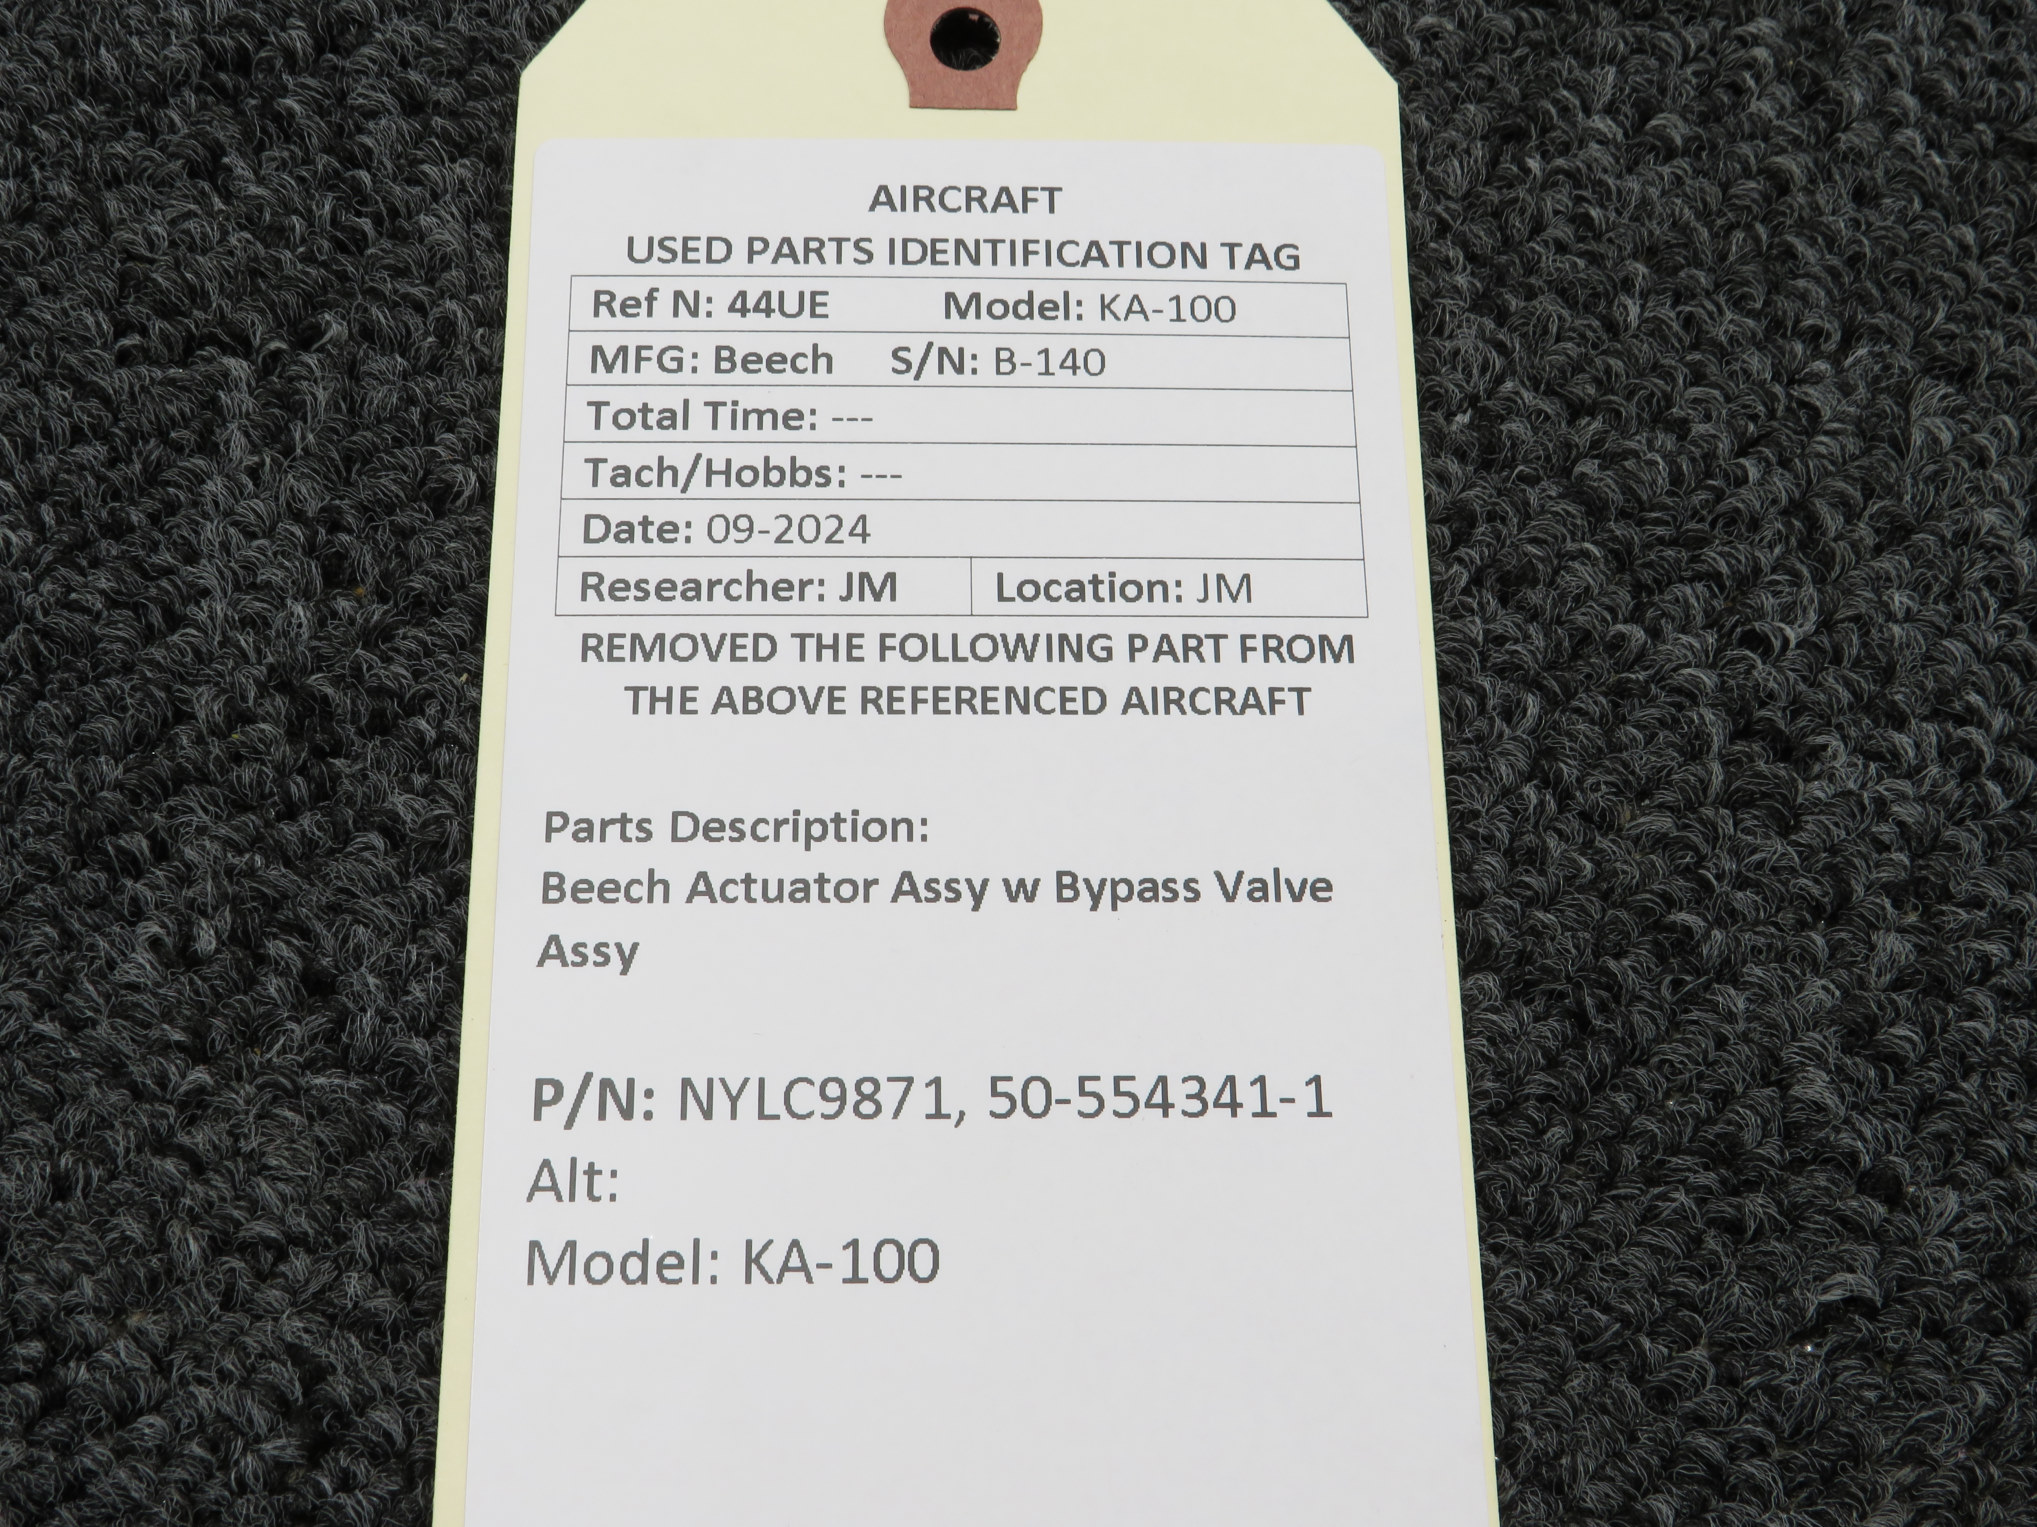 AIRCRAFT
USED PARTS IDENTIFICATION TAG
Ref N: 44UE Model: KA-100
MFG: Beech S/N: B-140
Total Time: ---
Tach/Hobbs: ---
Date: 09-2024
Researcher: JM Location: JM
REMOVED THE FOLLOWING PART FROM
THE ABOVE REFERENCED AIRCRAFT
Parts Description:
Beech Actuator Assy w Bypass Valve
Assy
P/N: NYLC9871, 50-554341-1
Alt:
Model: KA-100